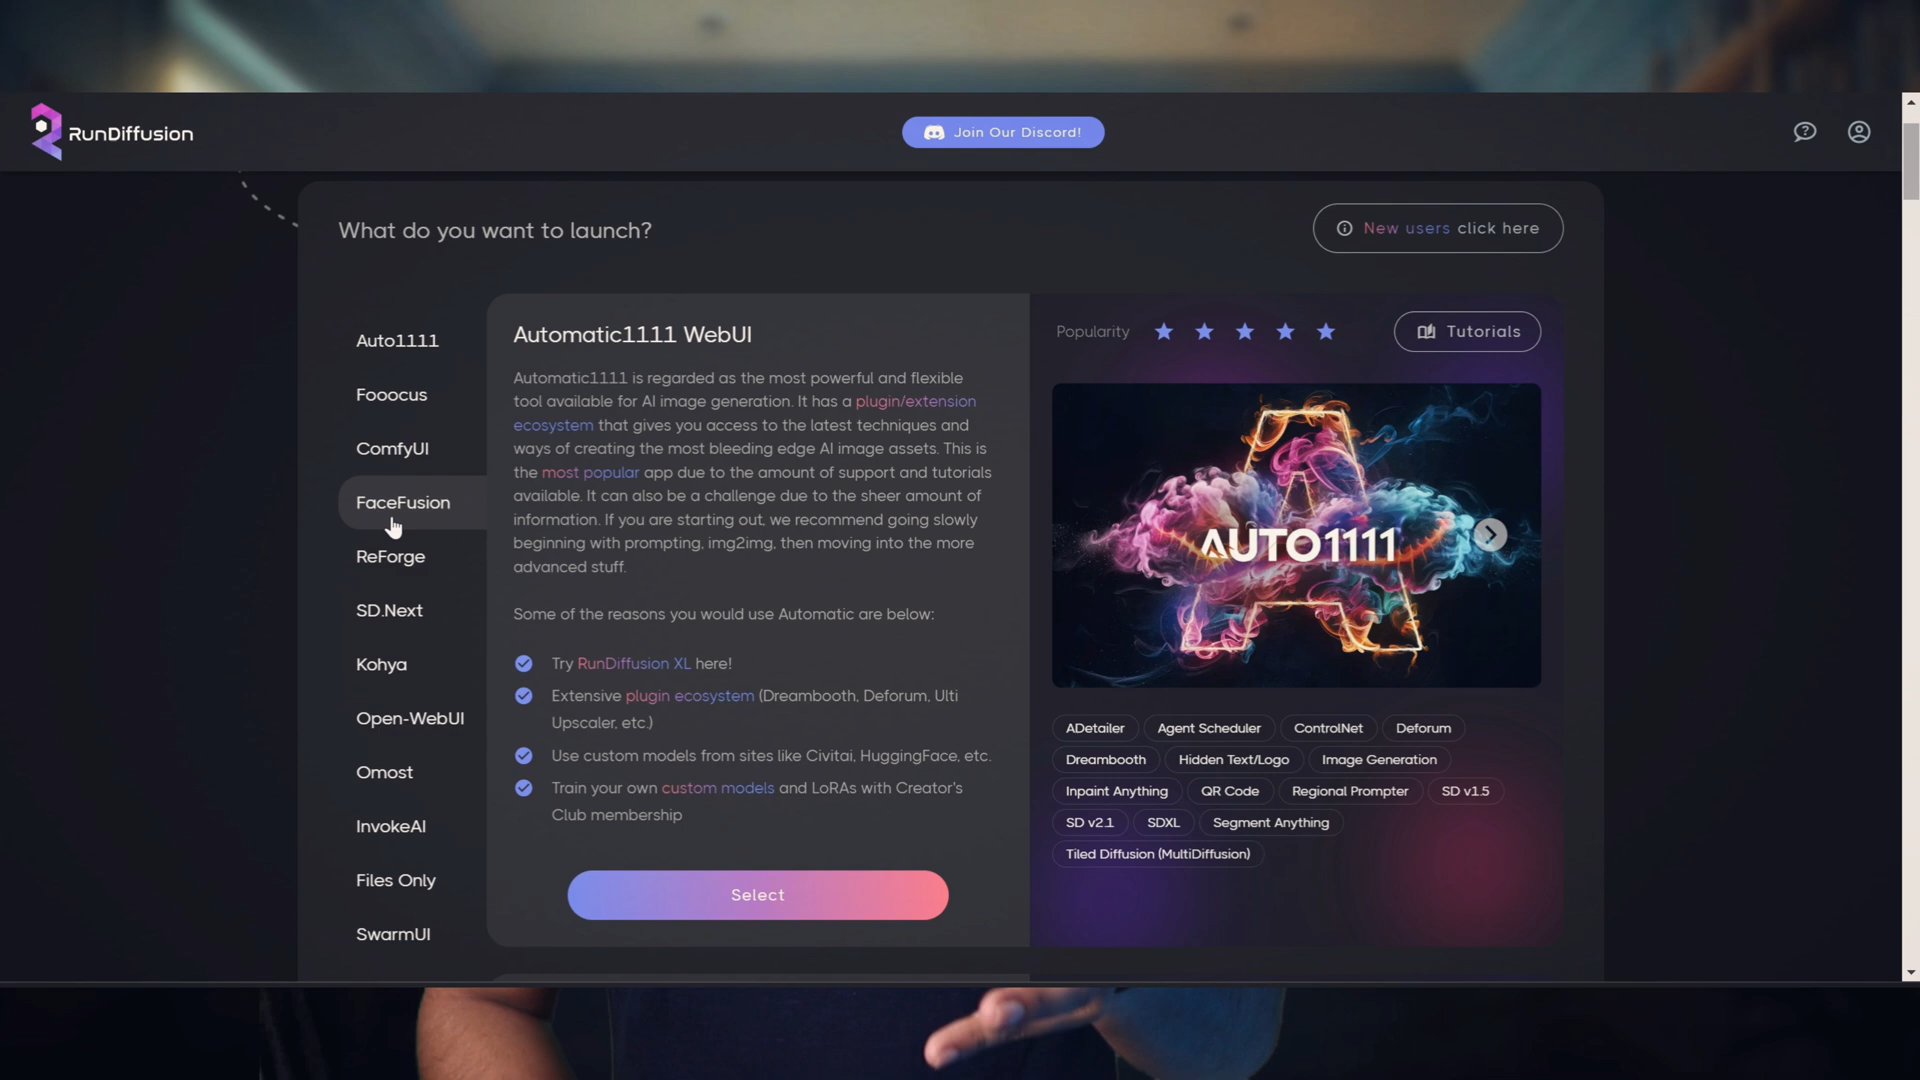 RunDiffusion
Join Our Discord!
What do you want to launch?
New users click here
Auto1111
Fooocus
ComfyUI
FaceFusion
ReForge
SD.Next
Kohya
Open-WebUI
Omost
InvokeAI
Files Only
SwarmUI
Automatic1111 WebUI
Automatic1111 is regarded as the most powerful and flexible
tool available for AI image generation. It has a plugin/extension
ecosystem that gives you access to the latest techniques and
ways of creating the most bleeding edge AI image assets. This is
the most popular app due to the amount of support and tutorials
available. It can also be a challenge due to the sheer amount of
information. If you are starting out, we recommend going slowly
beginning with prompting, img2img, then moving into the more
advanced stuff.
Some of the reasons you would use Automatic are below:
Try RunDiffusion XL here!
Extensive plugin ecosystem (Dreambooth, Deforum, Ulti
Upscaler, etc.)
Use custom models from sites like Civitai, HuggingFace, etc.
Train your own custom models and LoRAs with Creator's
Club membership
Select
Popularity
Tutorials
AUTO1111
ADetailer Agent Scheduler ControlNet Deforum
Dreambooth Hidden Text/Logo Image Generation
Inpaint Anything QR Code Regional Prompter SD v1.5
SD v2.1 SDXL Segment Anything
Tiled Diffusion (MultiDiffusion)